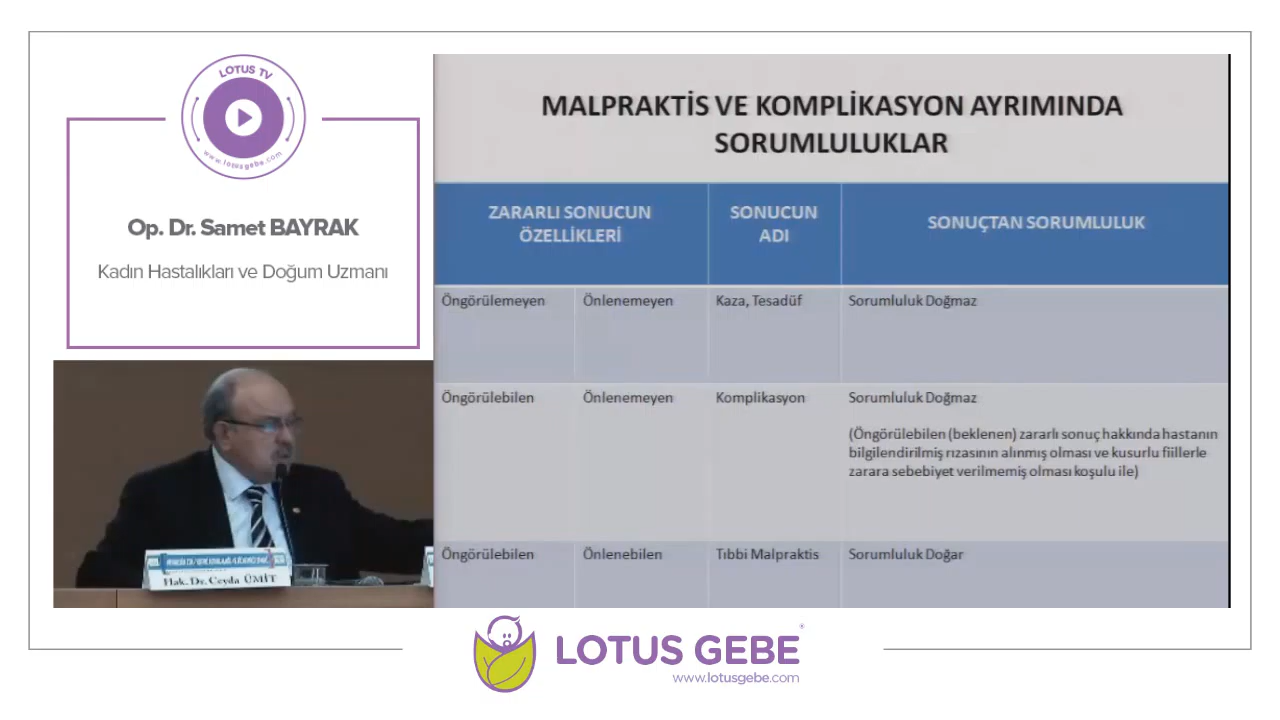 LOTUS TV
www.lotusgebe.com
Op. Dr. Samet BAYRAK
Kadın Hastalıkları ve Doğum Uzmanı
MALPRAKTİS VE KOMPLİKASYON AYRIMINDA
SORUMLULUKLAR
ZARARLI SONUCUN
ÖZELLİKLERİ
SONUCUN
ADI
SONUÇTAN SORUMLULUK
Öngörülemeyen
Önlenemeyen
Kaza, Tesadüf
Sorumluluk Doğmaz
Öngörülebilen
Önlenemeyen
Komplikasyon
Sorumluluk Doğmaz
(Öngörülebilen (beklenen) zararlı sonuç hakkında hastanın
bilgilendirilmiş rızasının alınmış olması ve kusurlu fiillerle
zarara sebebiyet verilmemiş olması koşulu ile)
Öngörülebilen
Önlenebilen
Tıbbi Malpraktis
Sorumluluk Doğar
Hak. Dr. Ceyda ÜMİT
LOTUS GEBE
www.lotusgebe.com